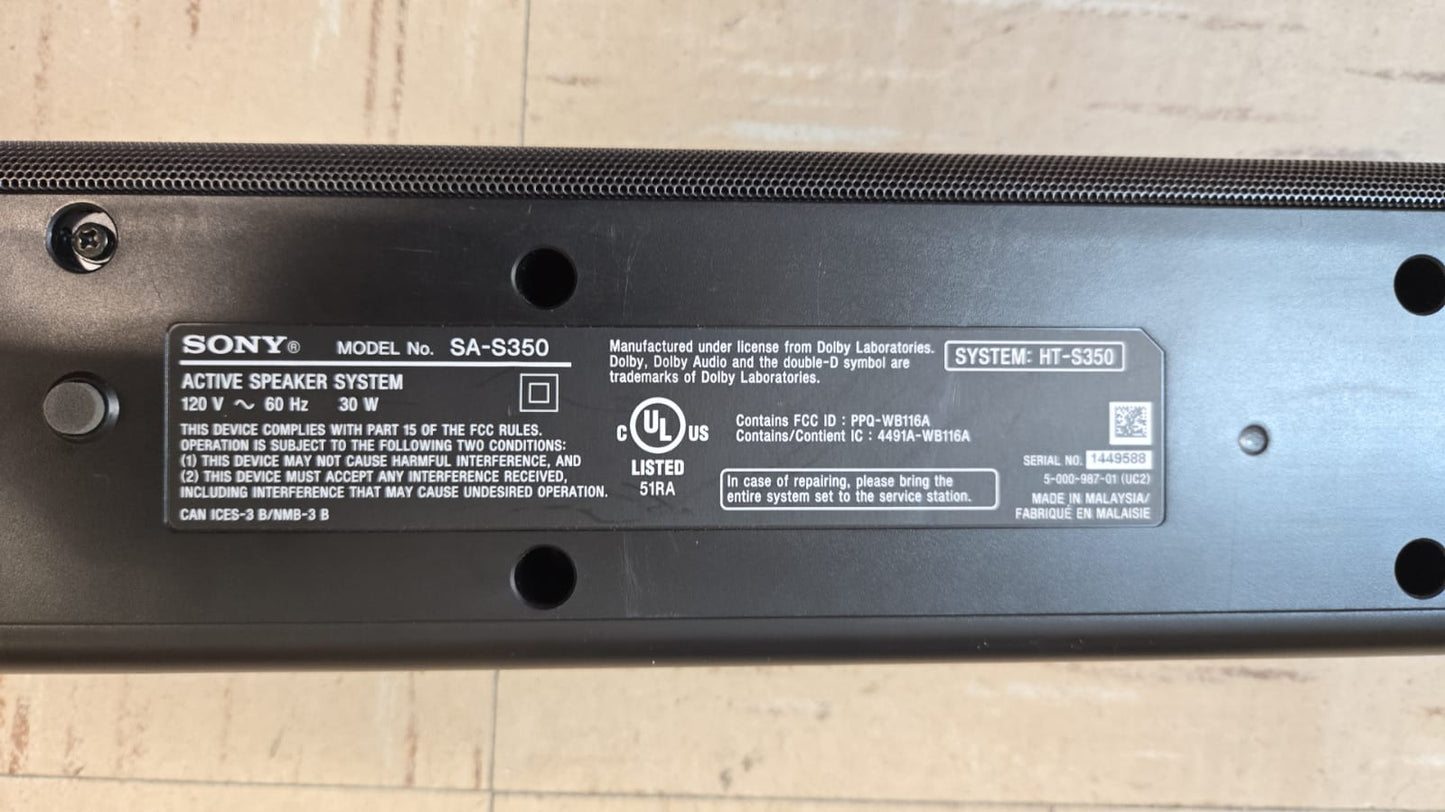 SONY® MODEL No. SA-S350
ACTIVE SPEAKER SYSTEM
120 V ～ 60 Hz 30 W
THIS DEVICE COMPLIES WITH PART 15 OF THE FCC RULES.
OPERATION IS SUBJECT TO THE FOLLOWING TWO CONDITIONS:
(1) THIS DEVICE MAY NOT CAUSE HARMFUL INTERFERENCE, AND
(2) THIS DEVICE MUST ACCEPT ANY INTERFERENCE RECEIVED,
INCLUDING INTERFERENCE THAT MAY CAUSE UNDESIRED OPERATION.
CAN ICES-3 B/NMB-3 B
Manufactured under license from Dolby Laboratories.
Dolby, Dolby Audio and the double-D symbol are
trademarks of Dolby Laboratories.
SYSTEM: HT-S350
C UL US
LISTED
51RA
Contains FCC ID : PPQ-WB116A
Contains/Contient IC : 4491A-WB116A
In case of repairing, please bring the
entire system set to the service station.
SERIAL NO. 1449588
5-000-987-01 (UC2)
MADE IN MALAYSIA/
FABRIQUÉ EN MALAISIE